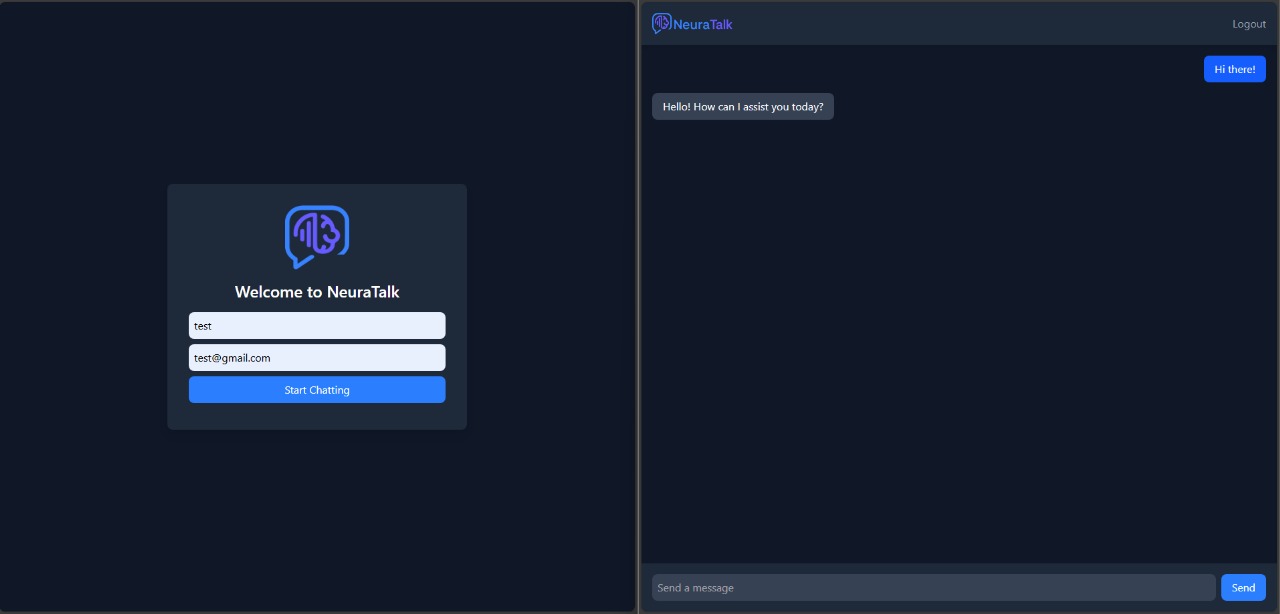 Welcome to NeuraTalk
test
test@gmail.com
Start Chatting
NeuraTalk
Logout
Hi there!
Hello! How can I assist you today?
Send a message
Send